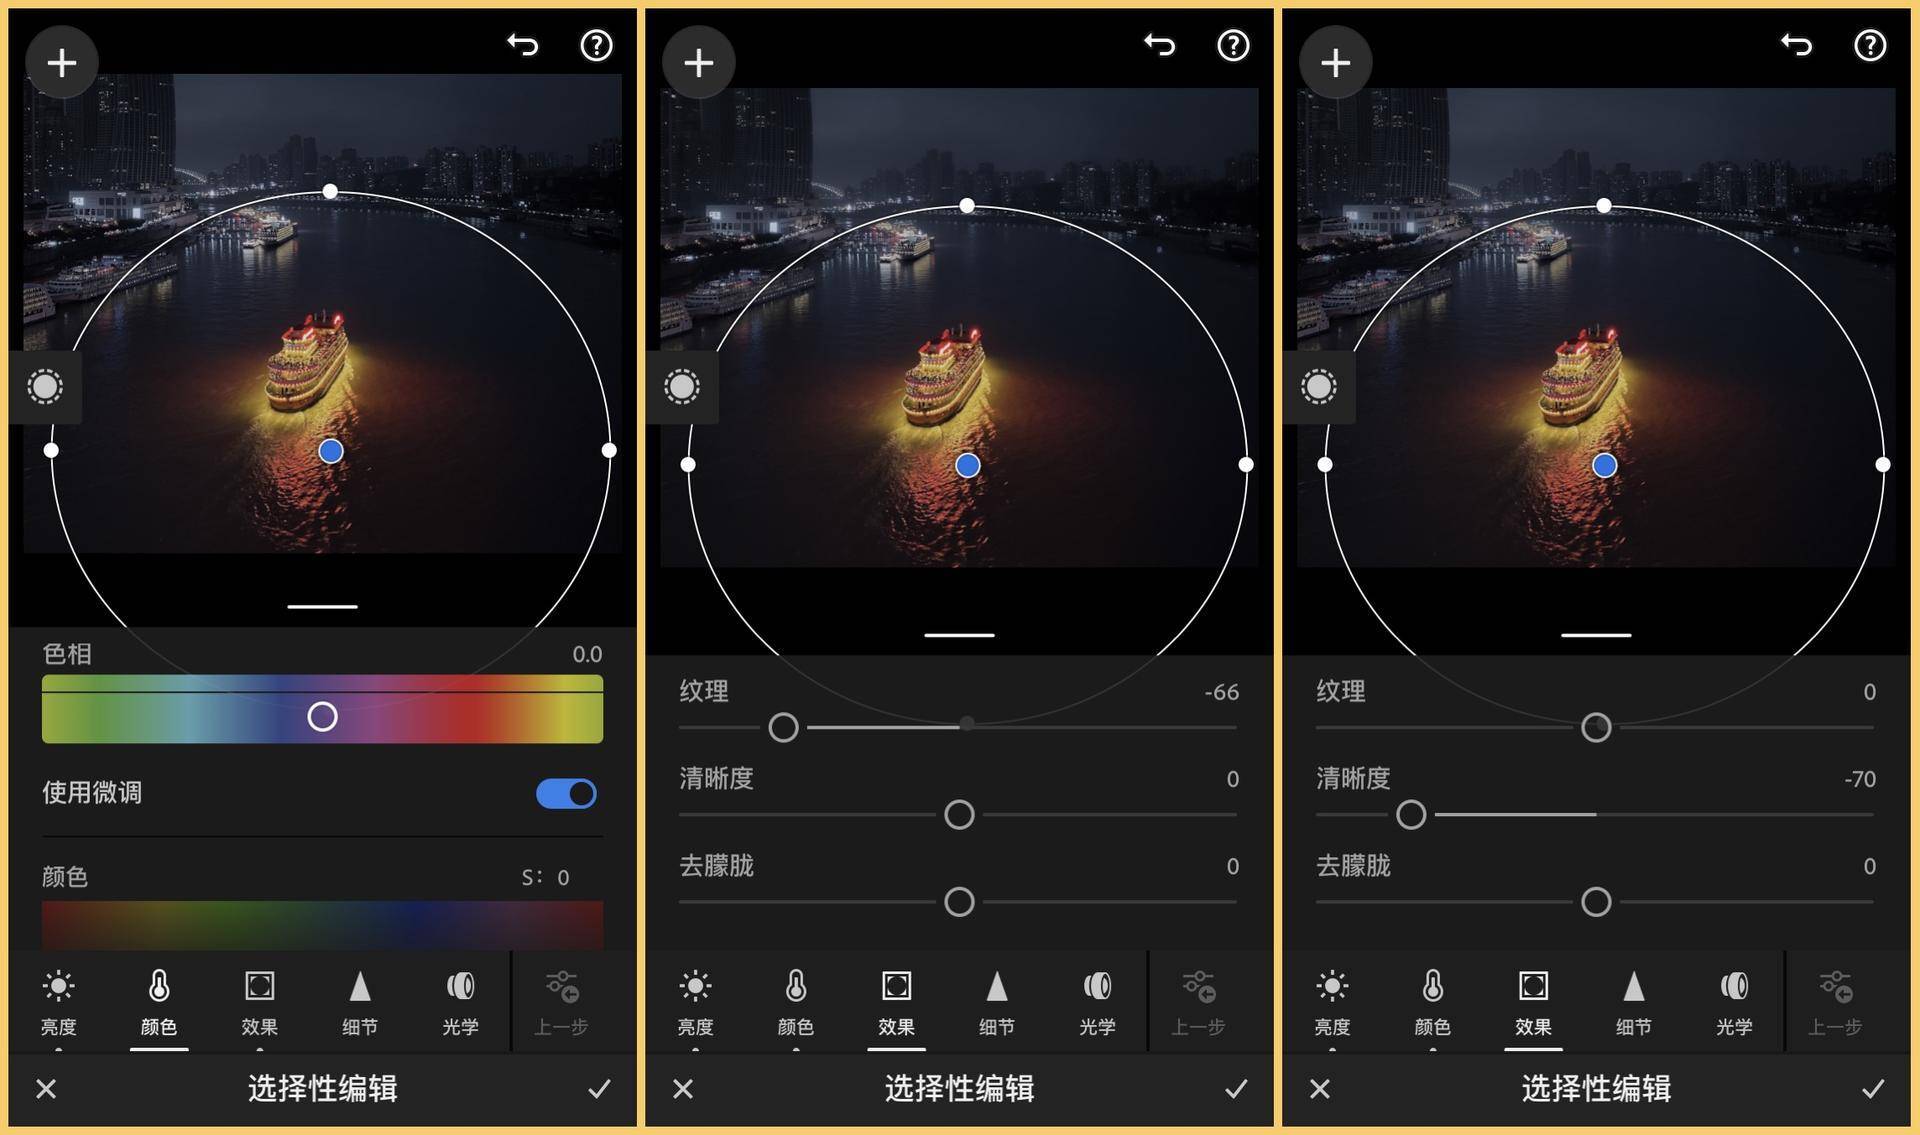 色相 0.0
使用微调
颜色 S: 0
亮度 颜色 效果 细节 光学 上一步
选择性编辑
纹理 -66
清晰度 0
去朦胧 0
亮度 颜色 效果 细节 光学 上一步
选择性编辑
纹理 0
清晰度 -70
去朦胧 0
亮度 颜色 效果 细节 光学 上一步
选择性编辑